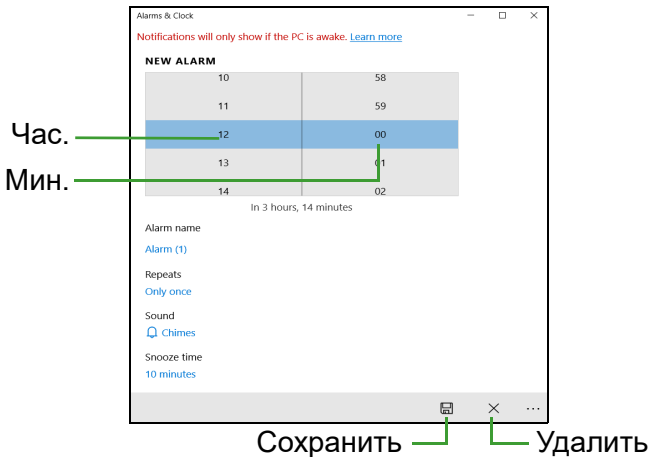 Alarms & Clock
Notifications will only show if the PC is awake. Learn more
NEW ALARM
10 58
11 59
Час. 12 00
13 01
Мин.
14 02
In 3 hours, 14 minutes
Alarm name
Alarm (1)
Repeats
Only once
Sound
Chimes
Snooze time
10 minutes
Сохранить Удалить